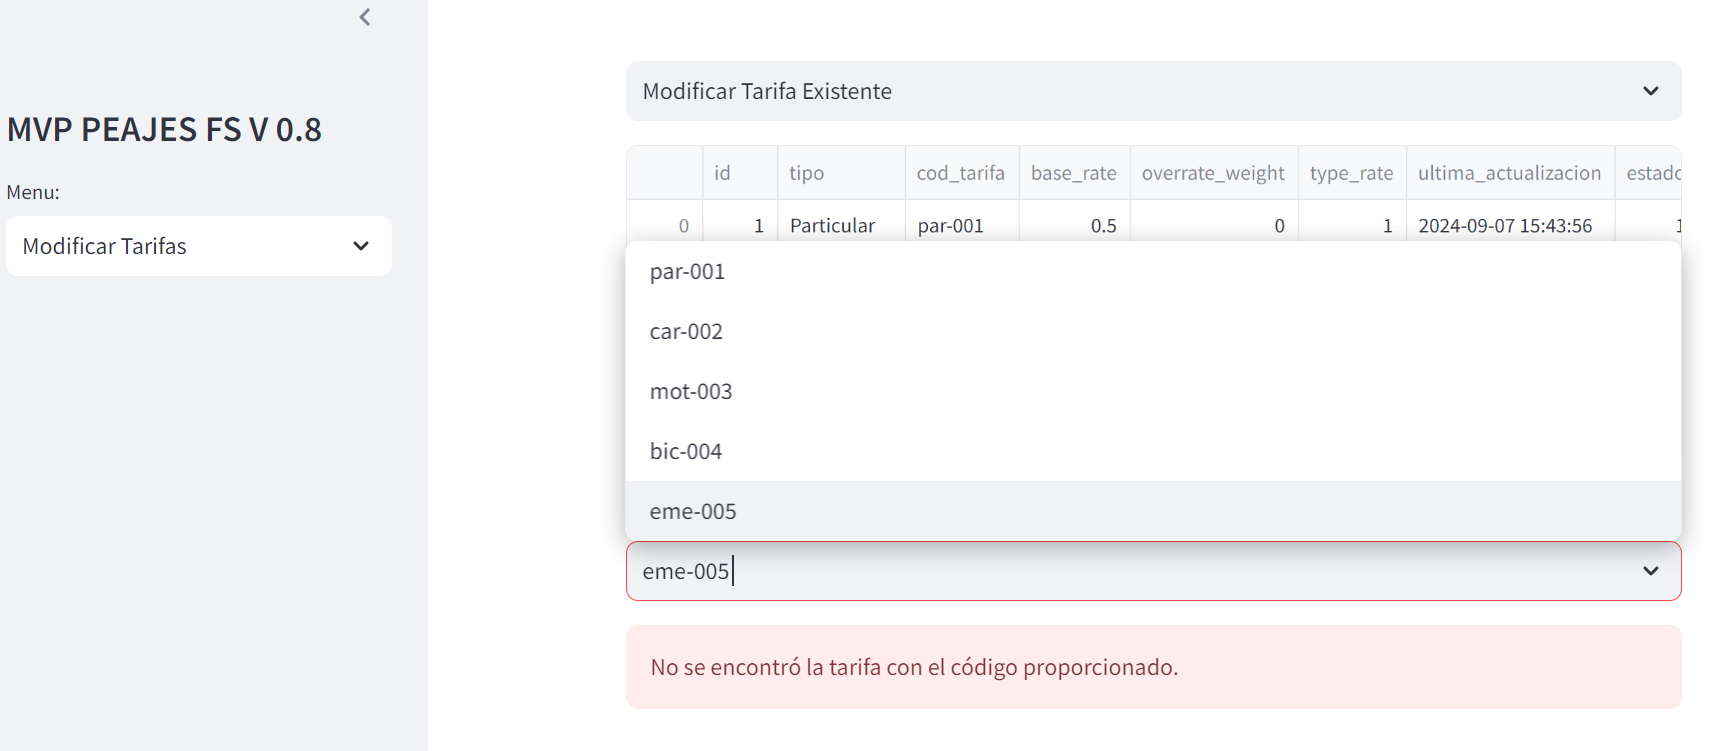 MVP PEAJES FS V 0.8
Menu:
Modificar Tarifas
Modificar Tarifa Existente
id tipo cod_tarifa base_rate overrate_weight type_rate ultima_actualizacion estado
0 1 Particular par-001 0.5 0 1 2024-09-07 15:43:56 1
par-001
car-002
mot-003
bic-004
eme-005
eme-005
No se encontró la tarifa con el código proporcionado.